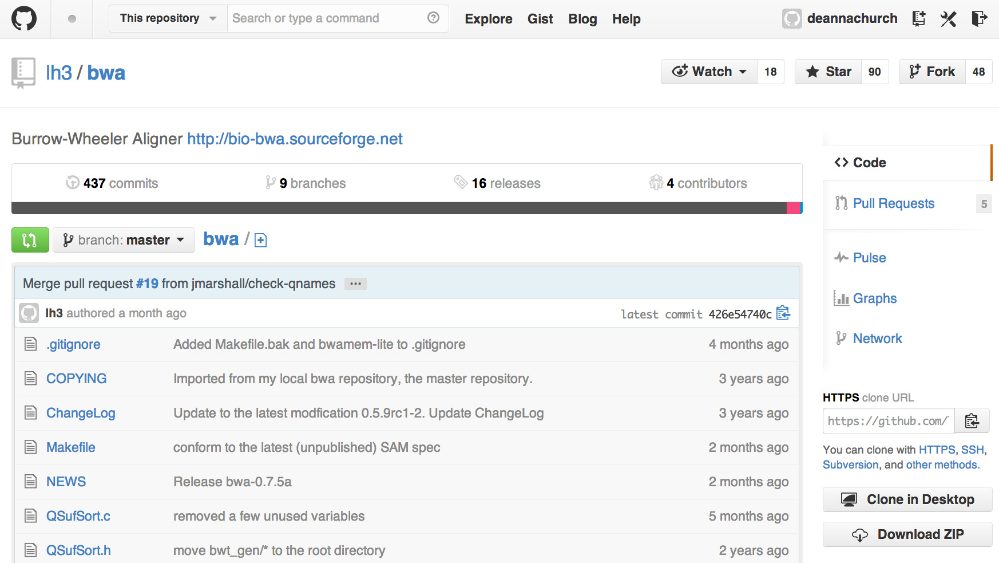 This repository Search or type a command Explore Gist Blog Help deannachurch
lh3 / bwa Watch 18 Star 90 Fork 48
Burrow-Wheeler Aligner http://bio-bwa.sourceforge.net
437 commits 9 branches 16 releases 4 contributors
branch: master bwa /
Merge pull request #19 from jmarshall/check-qnames ...
lh3 authored a month ago latest commit 426e54740c
.gitignore Added Makefile.bak and bwamem-lite to .gitignore 4 months ago
COPYING Imported from my local bwa repository, the master repository. 3 years ago
ChangeLog Update to the latest modfication 0.5.9rc1-2. Update ChangeLog 3 years ago
Makefile conform to the latest (unpublished) SAM spec 2 months ago
NEWS Release bwa-0.7.5a 2 months ago
QSufSort.c removed a few unused variables 5 months ago
QSufSort.h move bwt_gen/* to the root directory 2 years ago
Code
Pull Requests 5
Pulse
Graphs
Network
HTTPS clone URL
https://github.com/
You can clone with HTTPS, SSH,
Subversion, and other methods.
Clone in Desktop
Download ZIP